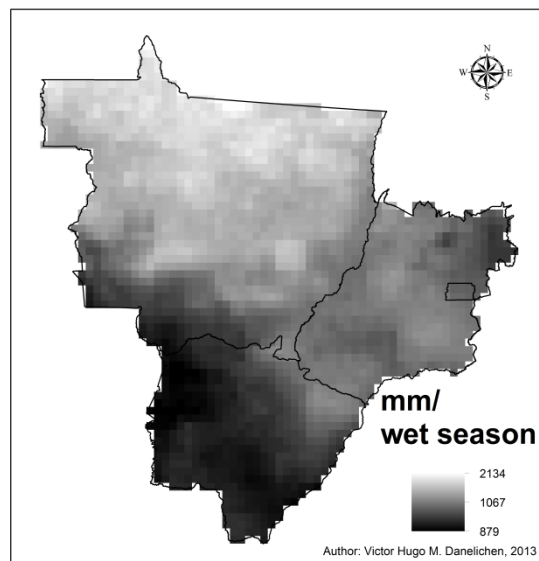 N
W E
S
mm/
wet season
2134
1067
879
Author: Victor Hugo M. Danelichen, 2013